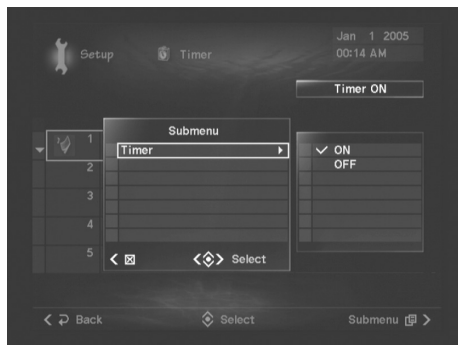 Jan 1 2005
Setup Timer 00:14 AM
Timer ON
Submenu
1
Timer
ON
2
OFF
3
4
5
Select
Back Select Submenu